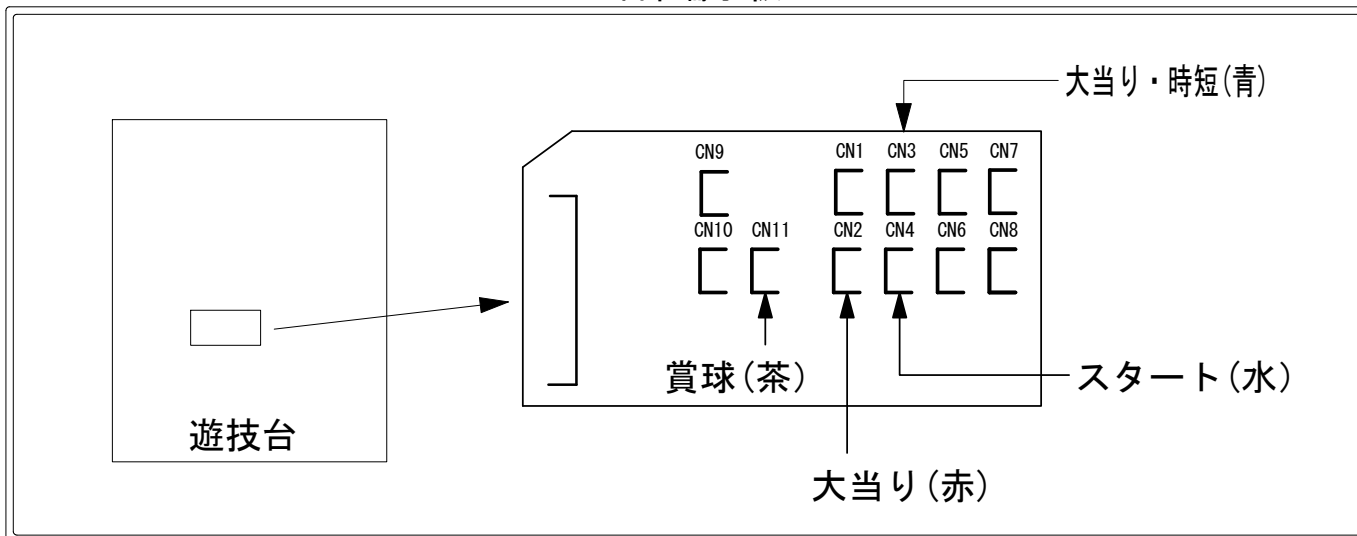 大当り・時短(青)
CN9 CN1 CN3 CN5 CN7
CN10 CN11 CN2 CN4 CN6 CN8
賞球(茶)
スタート(水)
遊技台
大当り(赤)